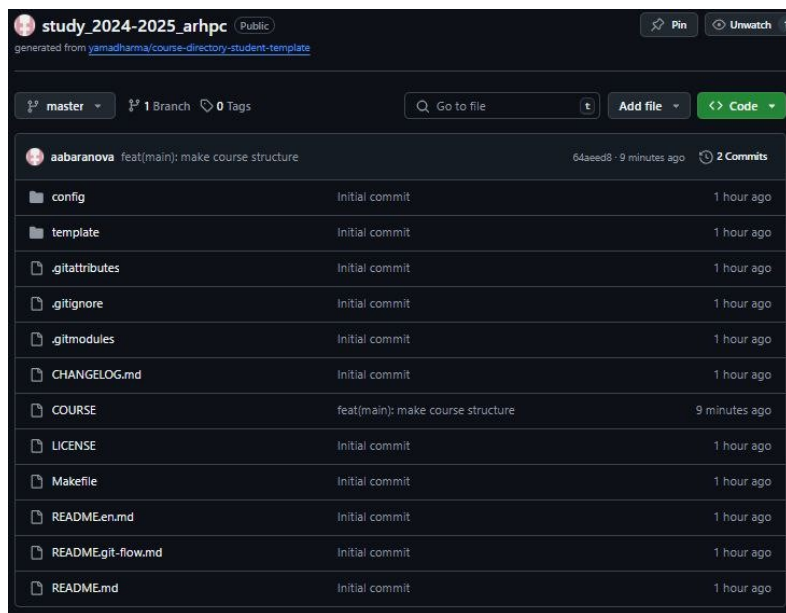 study_2024-2025_arhpc Public Pin Unwatch
generated from yamadharma/course-directory-student-template
master 1 Branch 0 Tags Go to file t Add file Code
aabaranova feat(main): make course structure 64aeed8 · 9 minutes ago 2 Commits
config Initial commit 1 hour ago
template Initial commit 1 hour ago
.gitattributes Initial commit 1 hour ago
.gitignore Initial commit 1 hour ago
.gitmodules Initial commit 1 hour ago
CHANGELOG.md Initial commit 1 hour ago
COURSE feat(main): make course structure 9 minutes ago
LICENSE Initial commit 1 hour ago
Makefile Initial commit 1 hour ago
README.en.md Initial commit 1 hour ago
README.git-flow.md Initial commit 1 hour ago
README.md Initial commit 1 hour ago